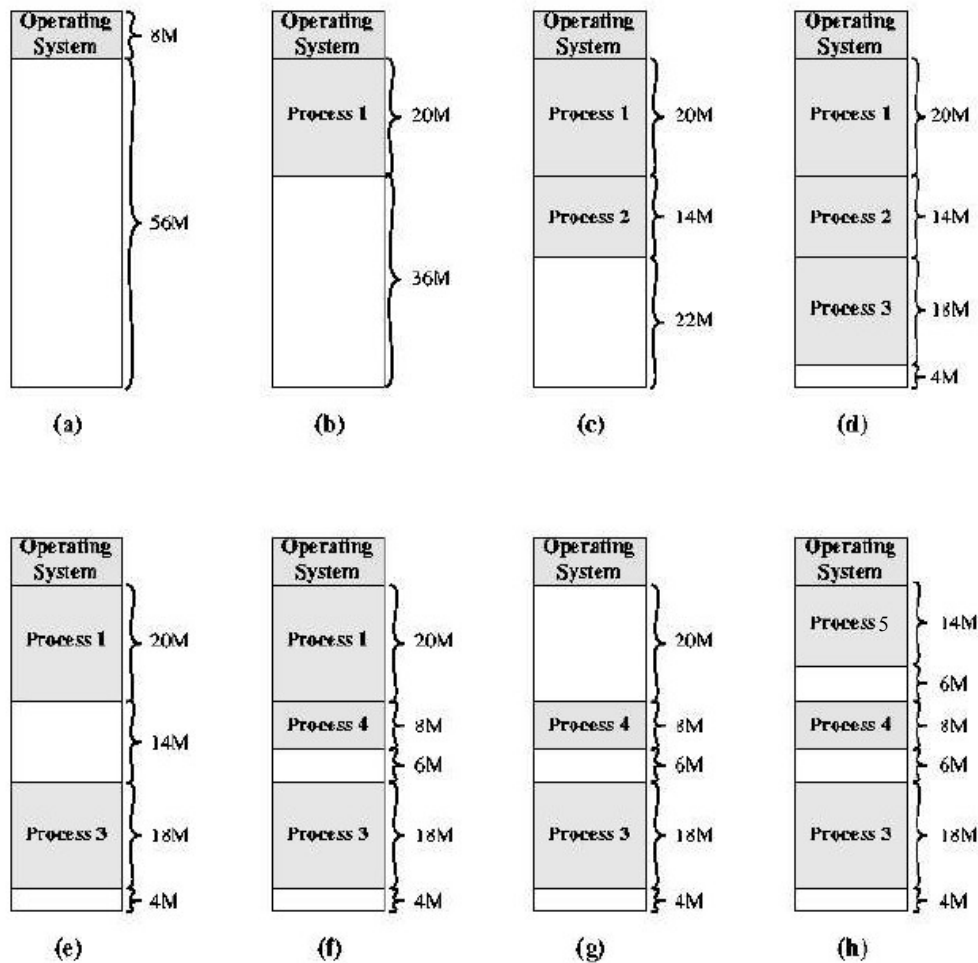 Operating
System
8M
56M
(a)
Operating
System
Process 1
20M
36M
(b)
Operating
System
Process 1
20M
Process 2
14M
22M
(c)
Operating
System
Process 1
20M
Process 2
14M
Process 3
18M
4M
(d)
Operating
System
Process 1
20M
14M
Process 3
18M
4M
(e)
Operating
System
Process 1
20M
Process 4
8M
6M
Process 3
18M
4M
(f)
Operating
System
20M
Process 4
8M
6M
Process 3
18M
4M
(g)
Operating
System
Process 5
14M
6M
Process 4
8M
6M
Process 3
18M
4M
(h)